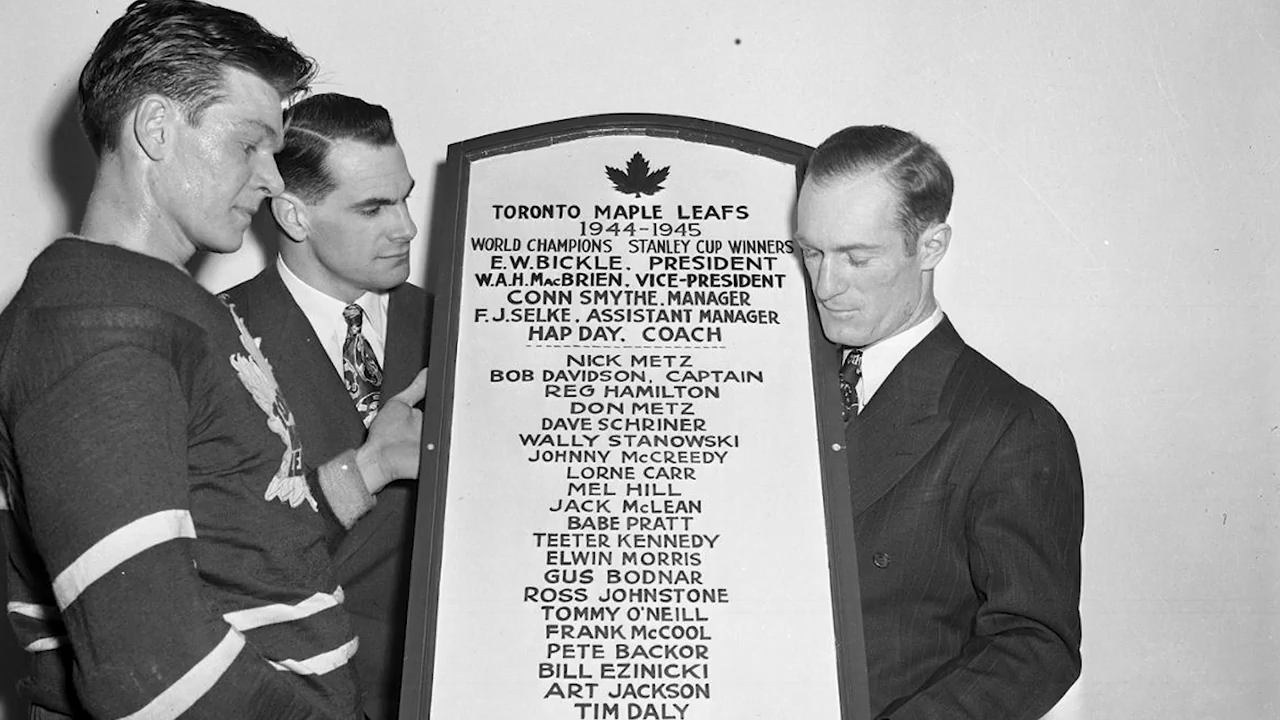 TORONTO MAPLE LEAFS
1944-1945
WORLD CHAMPIONS STANLEY CUP WINNERS
E.W.BICKLE. PRESIDENT
W.A.H.MacBRIEN. VICE-PRESIDENT
CONN SMYTHE. MANAGER
F.J.SELKE. ASSISTANT MANAGER
HAP DAY. COACH
NICK METZ
BOB DAVIDSON, CAPTAIN
REG HAMILTON
DON METZ
DAVE SCHRINER
WALLY STANOWSKI
JOHNNY McCREEDY
LORNE CARR
MEL HILL
JACK McLEAN
BABE PRATT
TEETER KENNEDY
ELWIN MORRIS
GUS BODNAR
ROSS JOHNSTONE
TOMMY O'NEILL
FRANK McCOOL
PETE BACKOR
BILL EZINICKI
ART JACKSON
TIM DALY